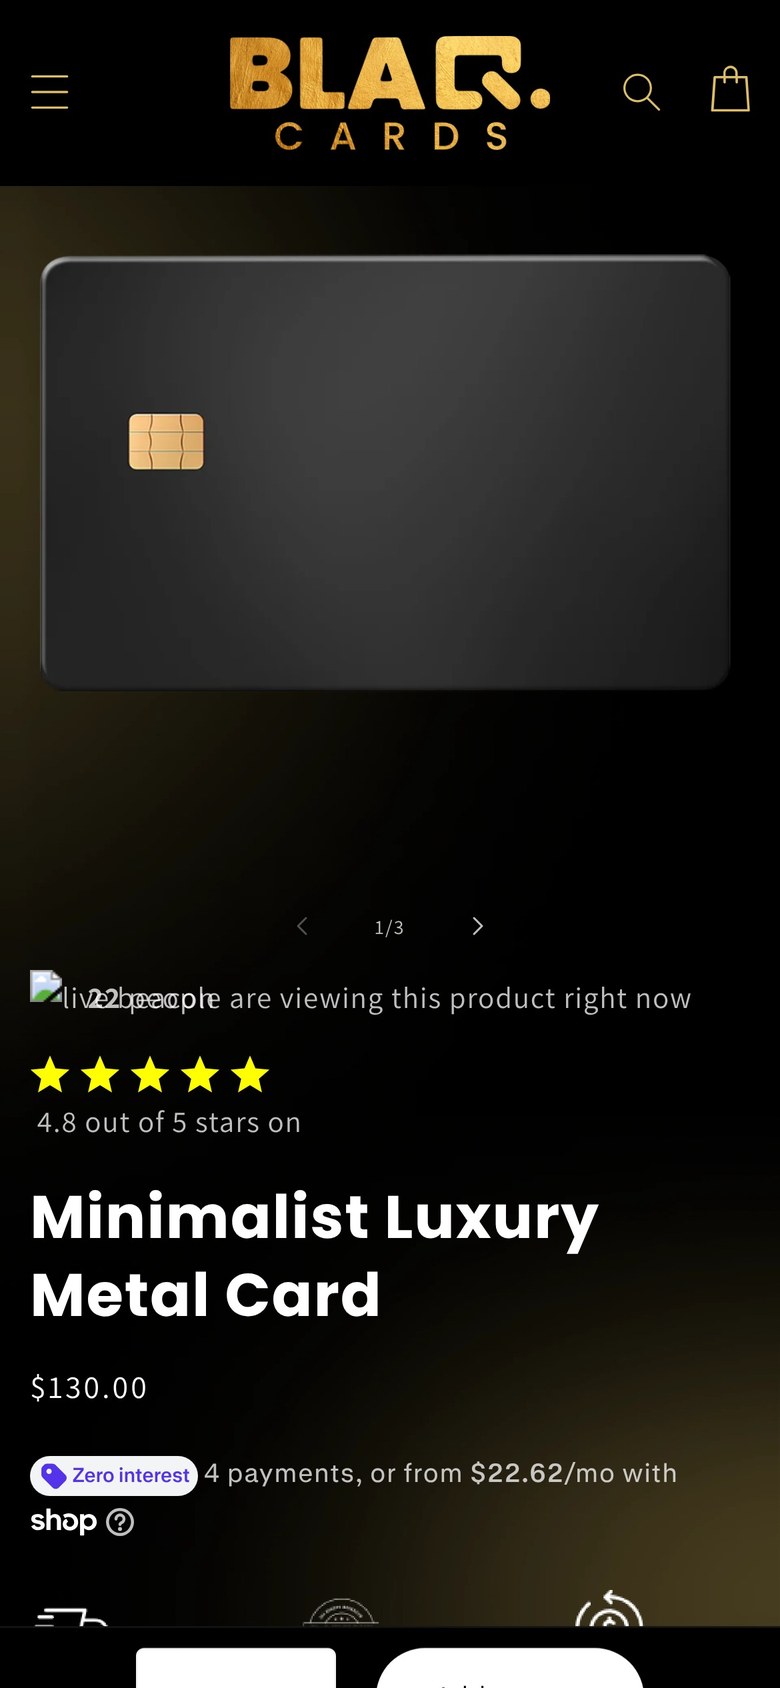 BLAQ.
CARDS
1/3
22 people are viewing this product right now
4.8 out of 5 stars on
Minimalist Luxury
Metal Card
$130.00
Zero interest 4 payments, or from $22.62/mo with
shop ?